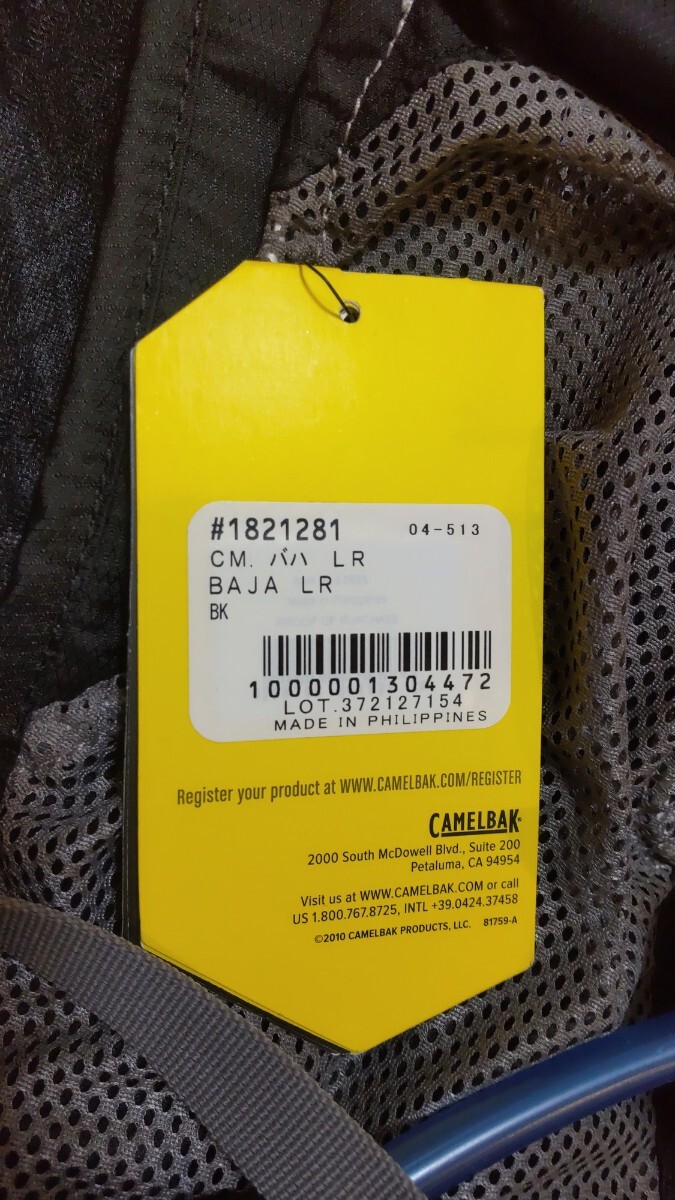 #1821281 04-513
CM. バハ LR
BAJA LR
BK
1000001304472
LOT.372127154
MADE IN PHILIPPINES
Register your product at WWW.CAMELBAK.COM/REGISTER
CAMELBAK
2000 South McDowell Blvd., Suite 200
Petaluma, CA 94954
Visit us at WWW.CAMELBAK.COM or call
US 1.800.767.8725, INTL +39.0424.37458
©2010 CAMELBAK PRODUCTS, LLC. 81759-A